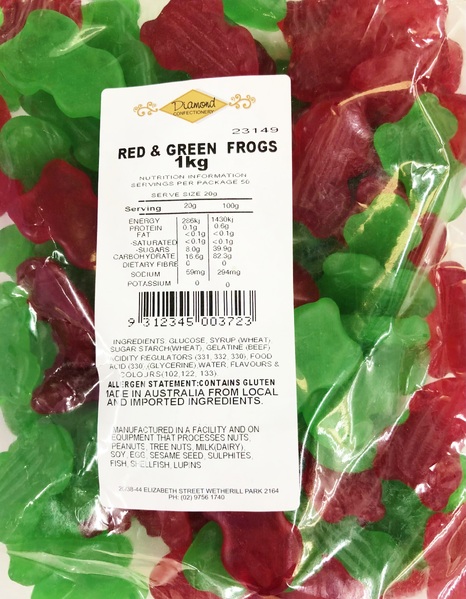 Diamond
CONFECTIONERY
23149
RED & GREEN FROGS
1kg
NUTRITION INFORMATION
SERVINGS PER PACKAGE 50
SERVE SIZE 20g
Serving 20g 100g
ENERGY 286kj 1430kj
PROTEIN 0.1g 0.6g
FAT <0.1g <0.1g
-SATURATED <0.1g <0.1g
-SUGARS 8.0g 39.9g
CARBOHYDRATE 16.6g 82.3g
DIETARY FIBRE 0 0
SODIUM 59mg 294mg
POTASSIUM 0 0
9 312345 003723
INGREDIENTS: GLUCOSE, SYRUP (WHEAT)
SUGAR STARCH(WHEAT), GELATINE (BEEF)
ACIDITY REGULATORS (331, 332, 330), FOOD
ACID (330), (GLYCERINE) WATER, FLAVOURS &
COLOURS(102,122, 133).
ALLERGEN STATEMENT:CONTAINS GLUTEN
MADE IN AUSTRALIA FROM LOCAL
AND IMPORTED INGREDIENTS.
MANUFACTURED IN A FACILITY AND ON
EQUIPMENT THAT PROCESSES NUTS,
PEANUTS, TREE NUTS, MILK(DAIRY),
SOY, EGG, SESAME SEED, SULPHITES,
FISH, SHELLFISH, LUPINS
ELIZABETH STREET WETHERILL PARK 2164
PH: (02) 9756 1740